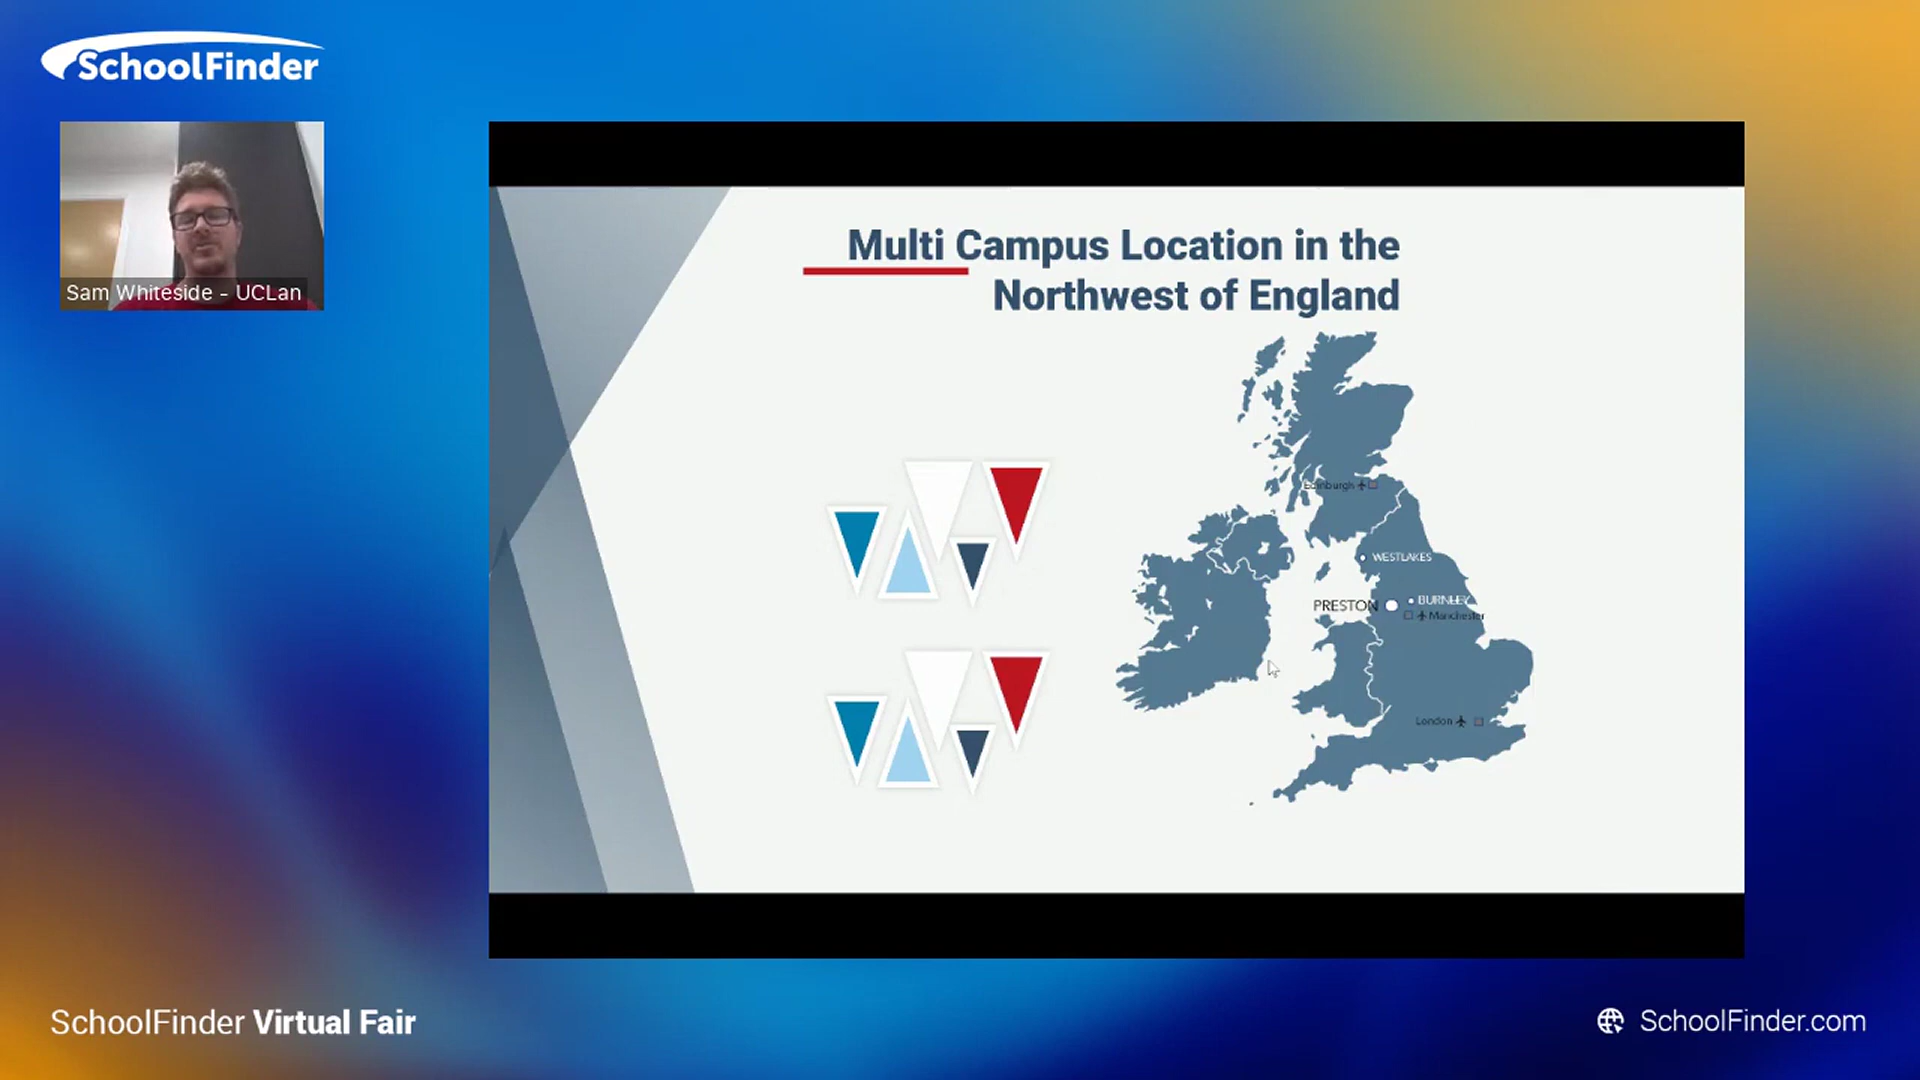 SchoolFinder
Sam Whiteside - UCLan
Multi Campus Location in the
Northwest of England
Edinburgh
WESTLAKES
PRESTON
BURNLEY
Manchester
London
SchoolFinder Virtual Fair
SchoolFinder.com